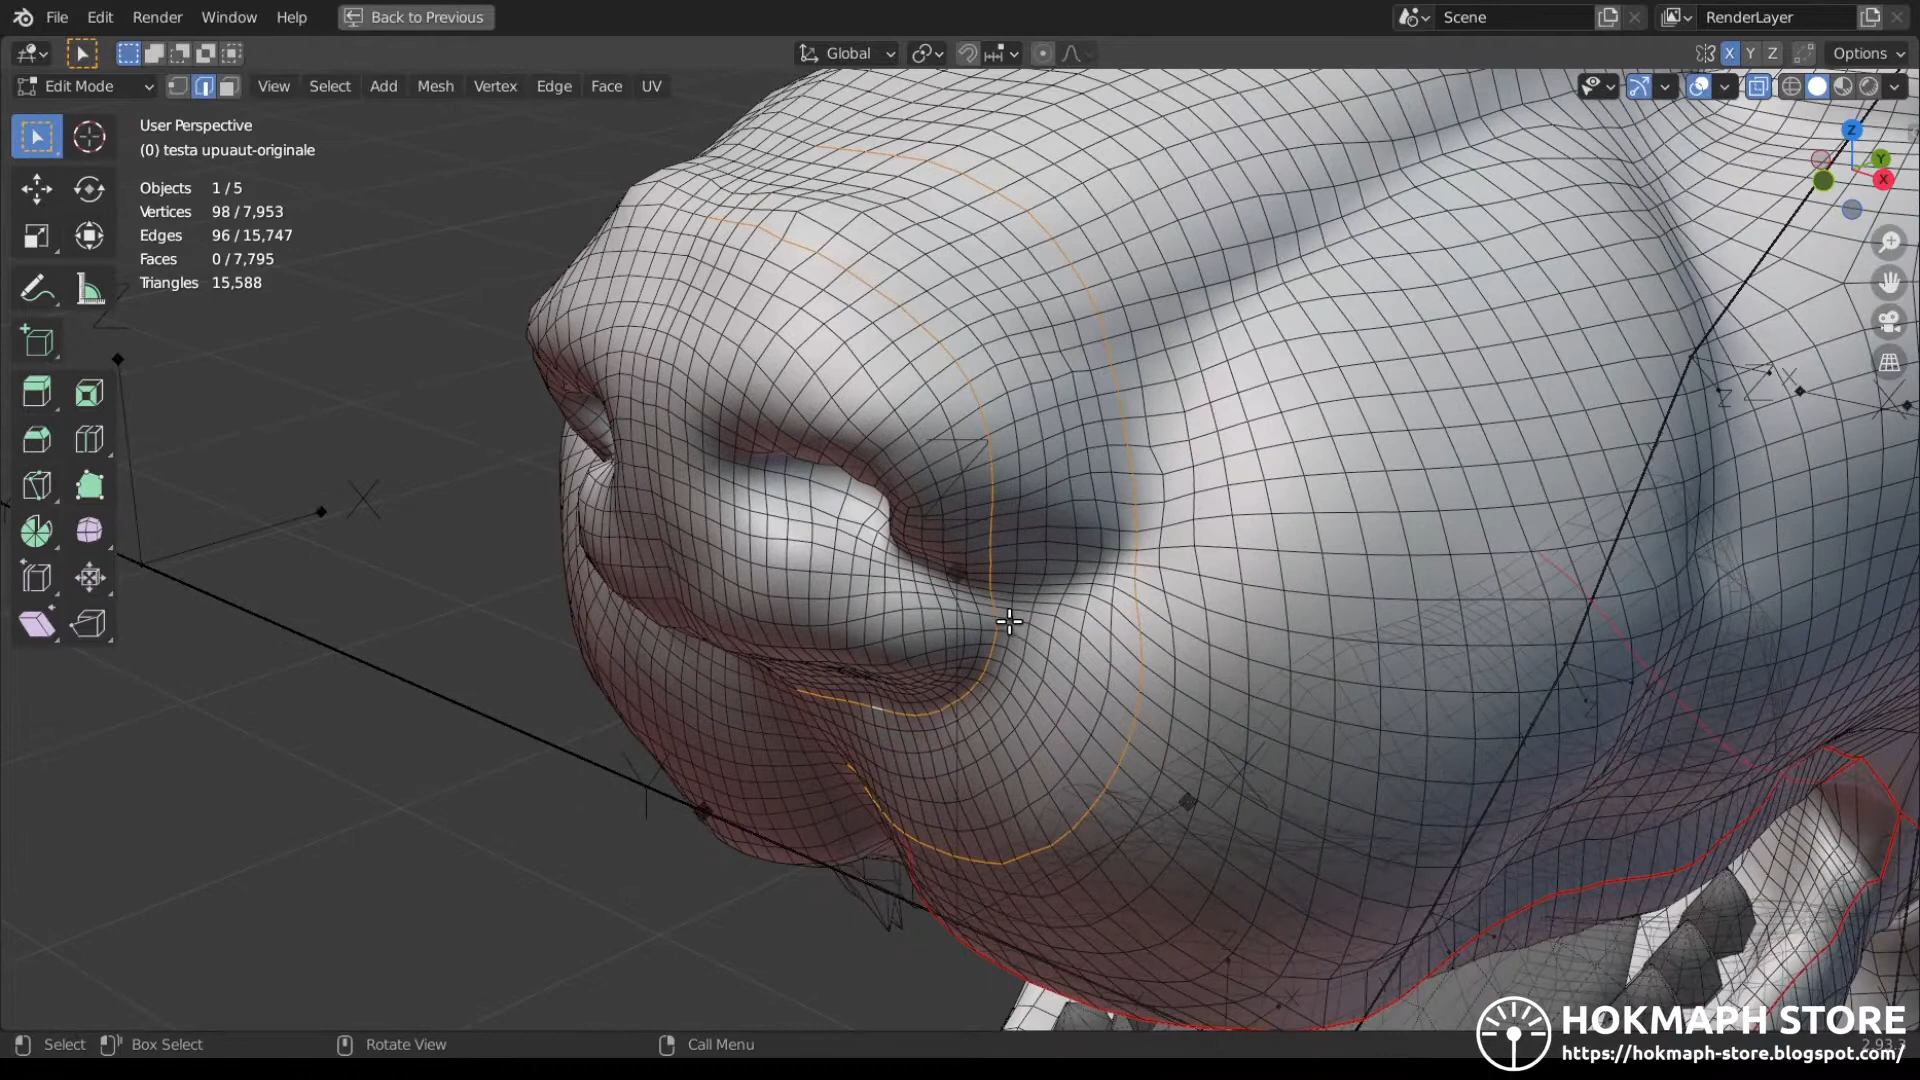 File Edit Render Window Help Back to Previous Scene RenderLayer
Global X Y Z Options
Edit Mode View Select Add Mesh Vertex Edge Face UV
User Perspective
(0) testa upuaut-originale
Objects 1 / 5
Vertices 98 / 7,953
Edges 96 / 15,747
Faces 0 / 7,795
Triangles 15,588
Z
Y
X
HOKMAPH STORE
2.93.3
https://hokmaph-store.blogspot.com/
Select Box Select Rotate View Call Menu